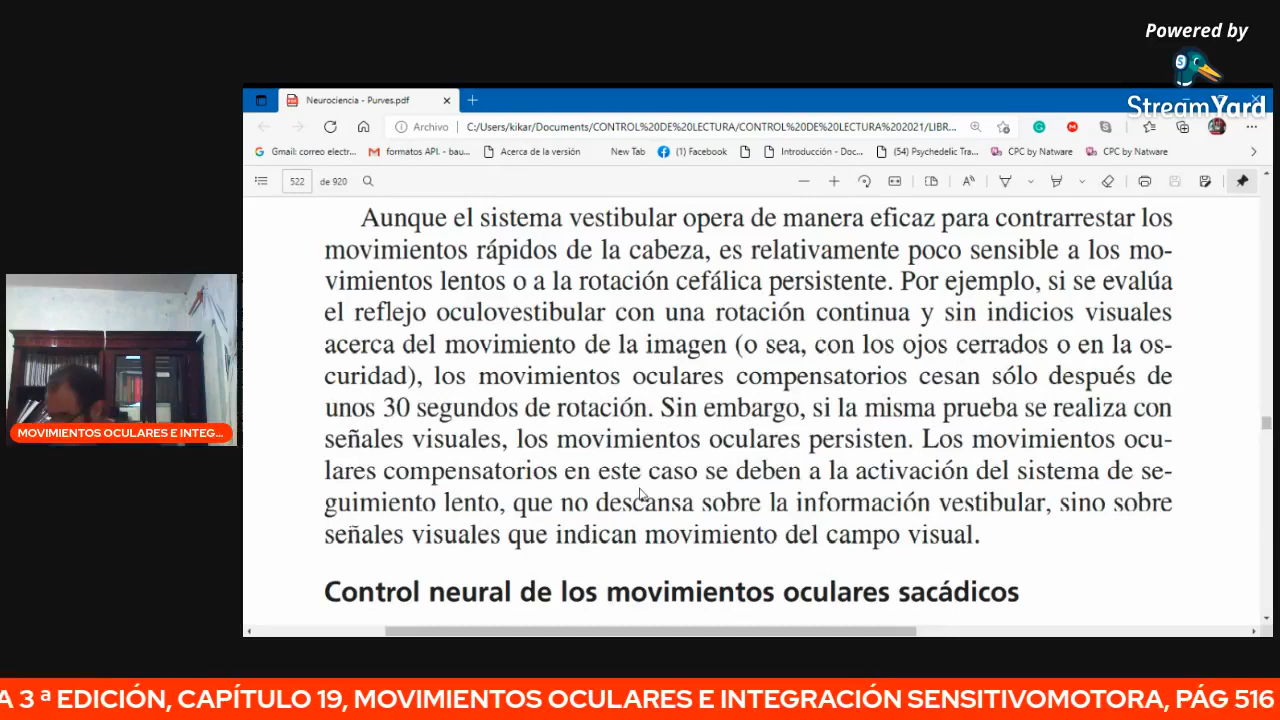 Powered by
StreamYard
Neurociencia - Purves.pdf
Archivo
C:/Users/kikar/Documents/CONTROL%20DE%20LECTURA/CONTROL%20DE%20LECTURA%202021/LIBR...
Gmail: correo electr...
formatos API. - bau...
Acerca de la versión
New Tab
(1) Facebook
Introducción - Doc...
(54) Psychedelic Tra...
CPC by Natware
CPC by Natware
522
de 920
Aunque el sistema vestibular opera de manera eficaz para contrarrestar los
movimientos rápidos de la cabeza, es relativamente poco sensible a los mo-
vimientos lentos o a la rotación cefálica persistente. Por ejemplo, si se evalúa
el reflejo oculovestibular con una rotación continua y sin indicios visuales
acerca del movimiento de la imagen (o sea, con los ojos cerrados o en la os-
curidad), los movimientos oculares compensatorios cesan sólo después de
unos 30 segundos de rotación. Sin embargo, si la misma prueba se realiza con
señales visuales, los movimientos oculares persisten. Los movimientos ocu-
lares compensatorios en este caso se deben a la activación del sistema de se-
guimiento lento, que no descansa sobre la información vestibular, sino sobre
señales visuales que indican movimiento del campo visual.
Control neural de los movimientos oculares sacádicos
MOVIMIENTOS OCULARES E INTEG...
A 3 ª EDICIÓN, CAPÍTULO 19, MOVIMIENTOS OCULARES E INTEGRACIÓN SENSITIVOMOTORA, PÁG 516